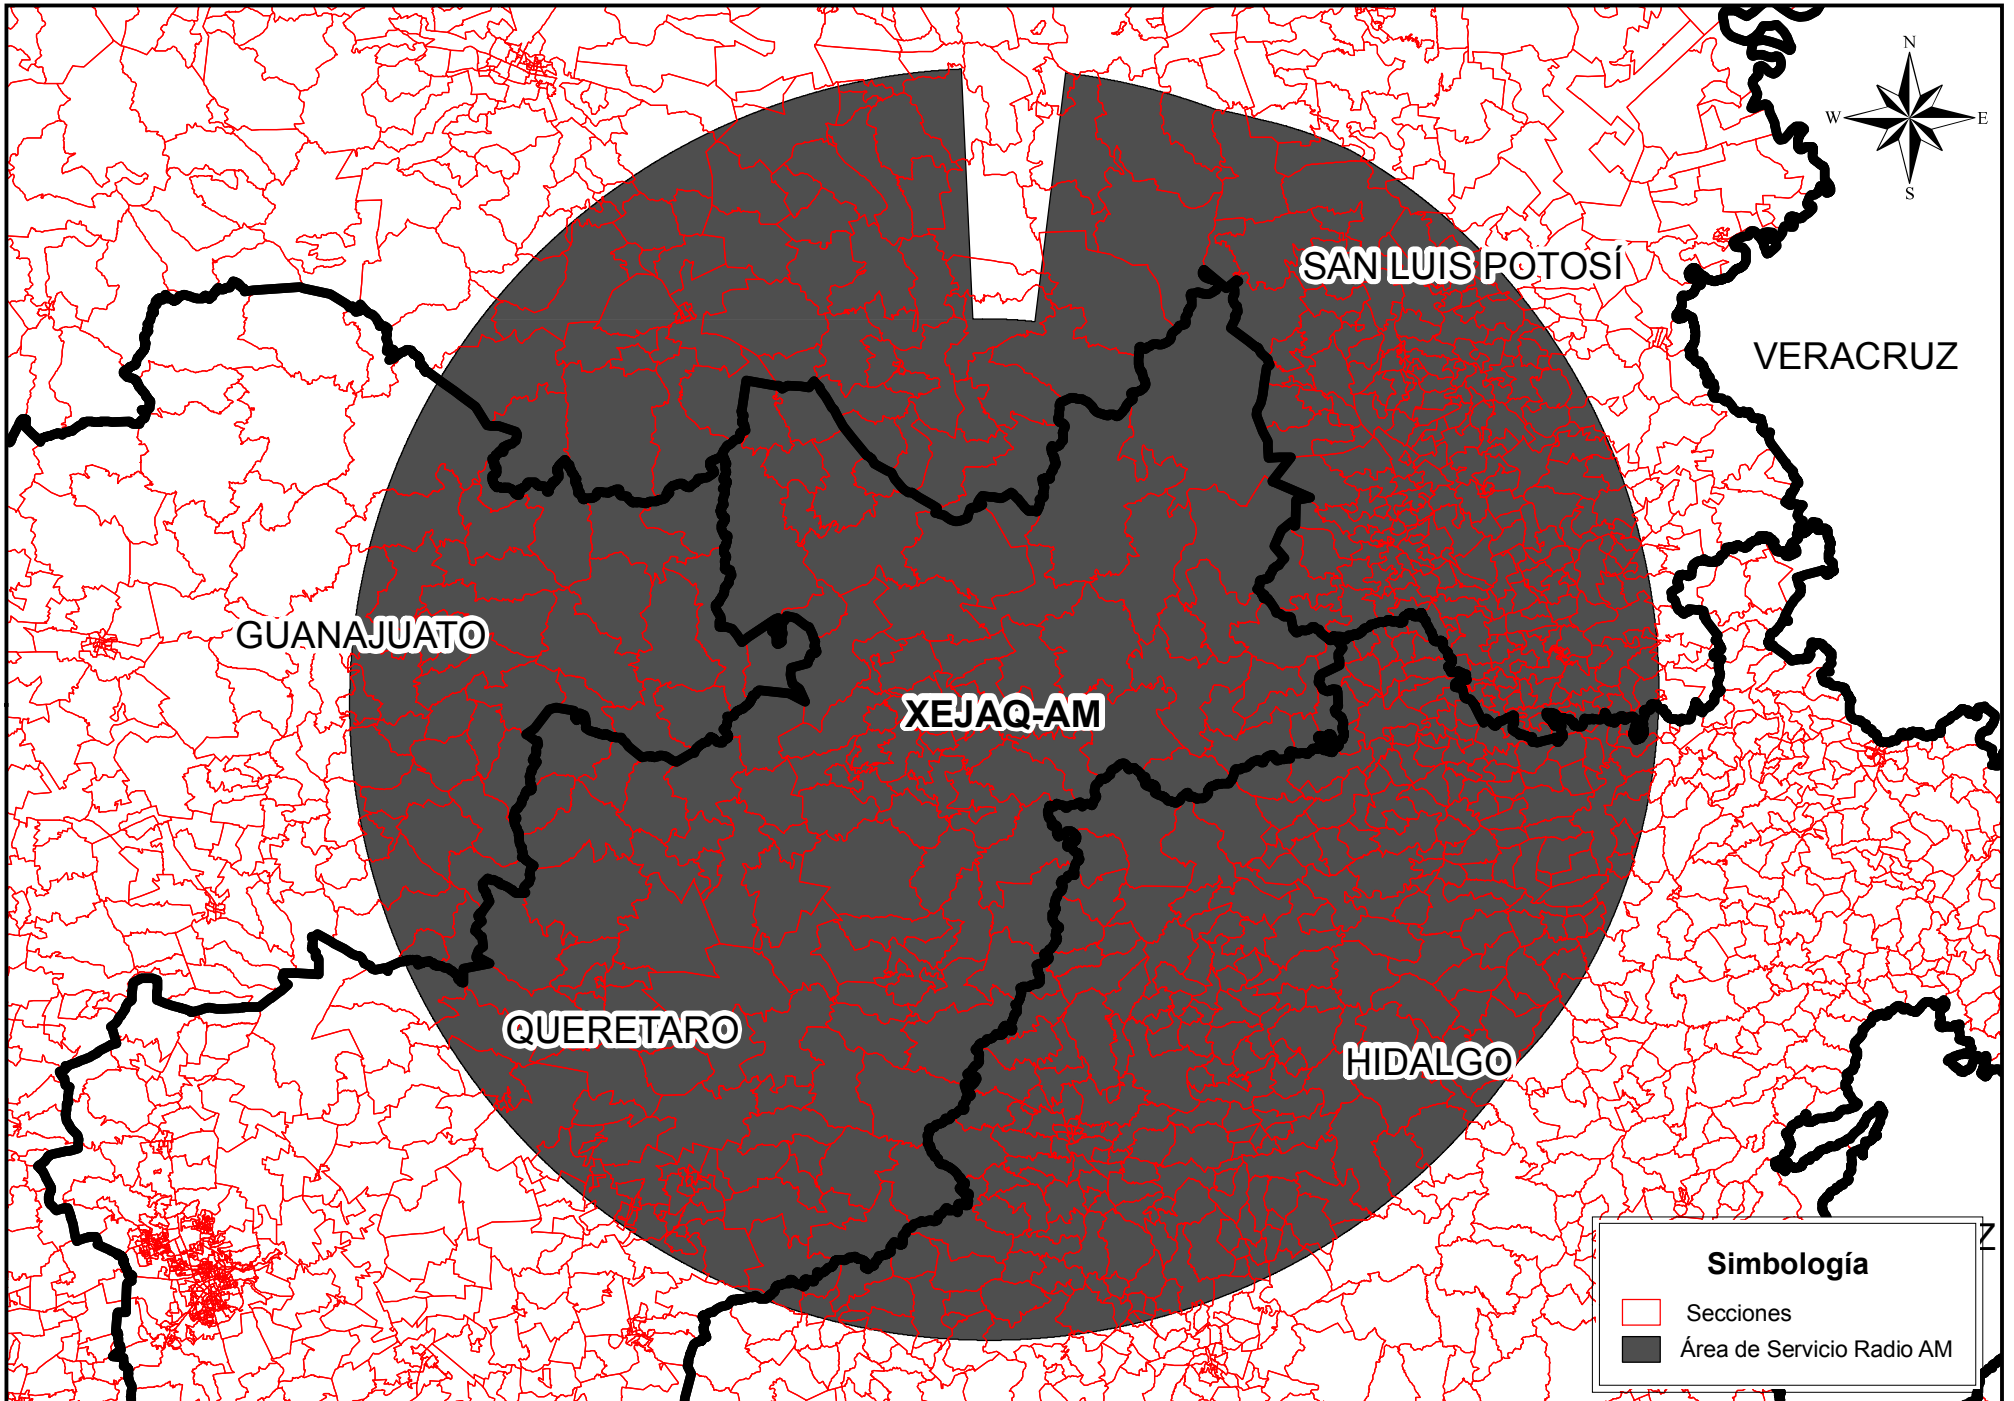 N
W
E
S
SAN LUIS POTOSÍ
VERACRUZ
GUANAJUATO
XEJAQ-AM
QUERETARO
HIDALGO
Z
Simbología
Secciones
Área de Servicio Radio AM